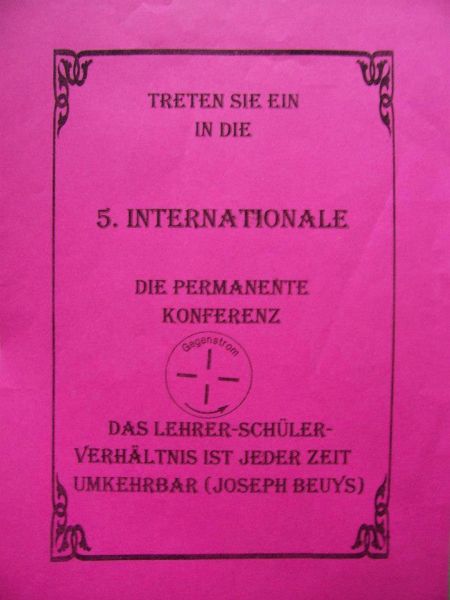 TRETEN SIE EIN
IN DIE
5. INTERNATIONALE
DIE PERMANENTE
KONFERENZ
Gegenstrom
DAS LEHRER-SCHÜLER-
VERHÄLTNIS IST JEDER ZEIT
UMKEHRBAR (JOSEPH BEUYS)